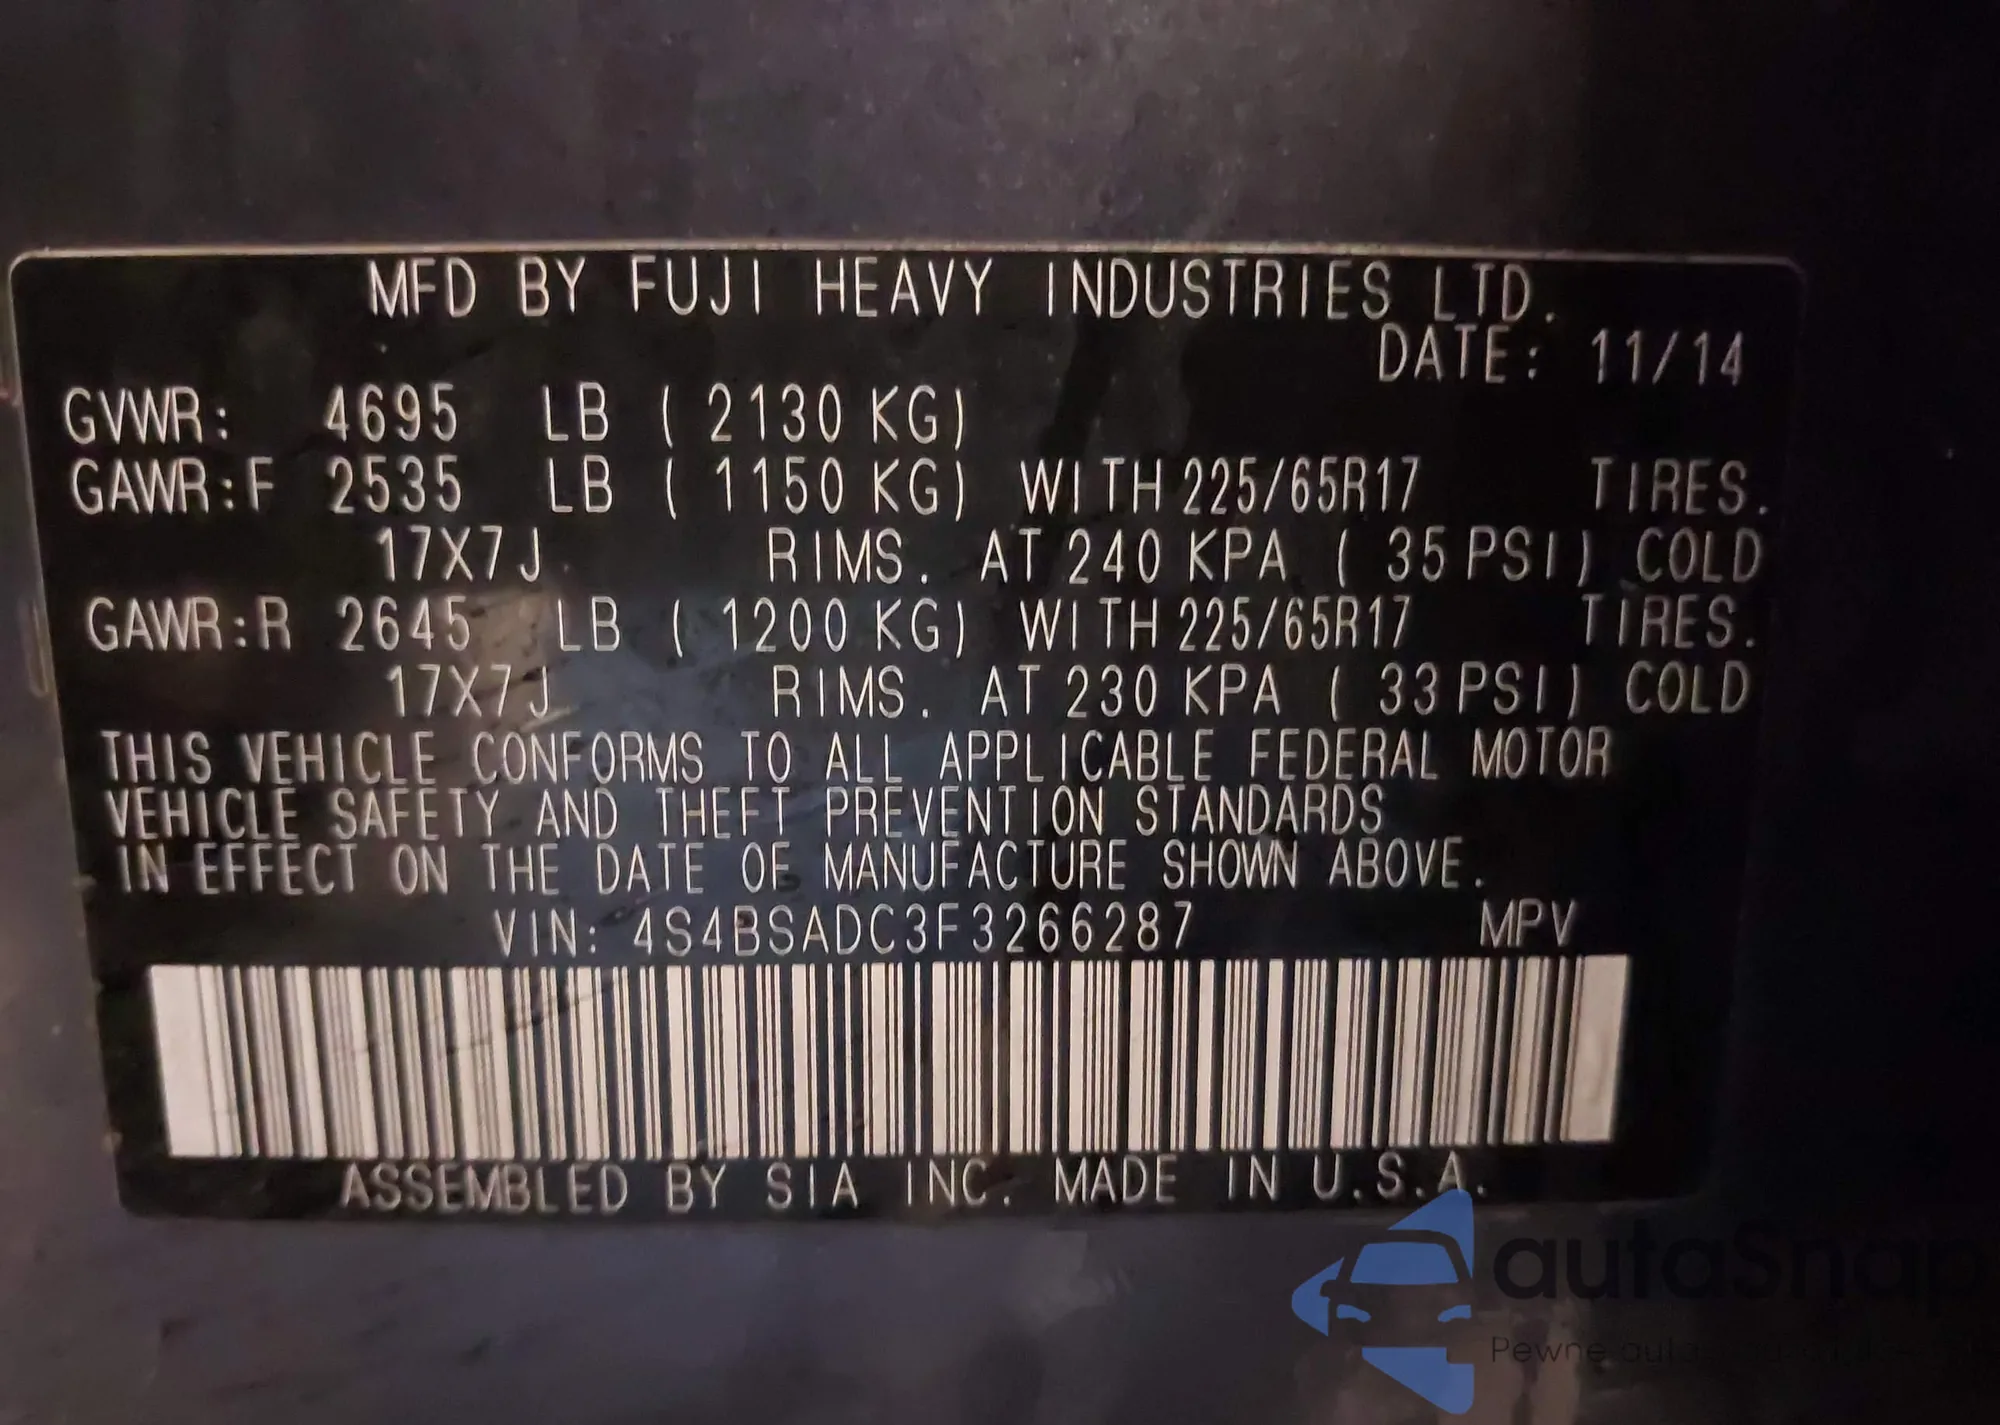 MFD BY FUJI HEAVY INDUSTRIES LTD.
DATE: 11/14
GVWR: 4695 LB ( 2130 KG)
GAWR:F 2535 LB ( 1150 KG) WITH 225/65R17 TIRES.
17X7J RIMS. AT 240 KPA ( 35 PSI) COLD
GAWR:R 2645 LB ( 1200 KG) WITH 225/65R17 TIRES.
17X7J RIMS. AT 230 KPA ( 33 PSI) COLD
THIS VEHICLE CONFORMS TO ALL APPLICABLE FEDERAL MOTOR
VEHICLE SAFETY AND THEFT PREVENTION STANDARDS
IN EFFECT ON THE DATE OF MANUFACTURE SHOWN ABOVE.
VIN: 4S4BSADC3F3266287 MPV
ASSEMBLED BY SIA INC. MADE IN U.S.A.
autaSnap
Pewne auta